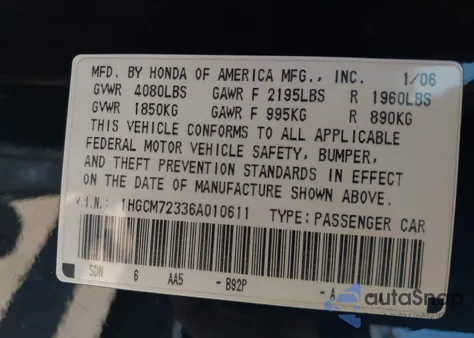 MFD. BY HONDA OF AMERICA MFG., INC. 1/06
GVWR 4080LBS GAWR F 2195LBS R 1960LBS
GVWR 1850KG GAWR F 995KG R 890KG
THIS VEHICLE CONFORMS TO ALL APPLICABLE
FEDERAL MOTOR VEHICLE SAFETY, BUMPER,
AND THEFT PREVENTION STANDARDS IN EFFECT
ON THE DATE OF MANUFACTURE SHOWN ABOVE.
V.I.N.: 1HGCM72336A010611 TYPE:PASSENGER CAR
SDN 6 AA5 -B92P -A
autoSnap